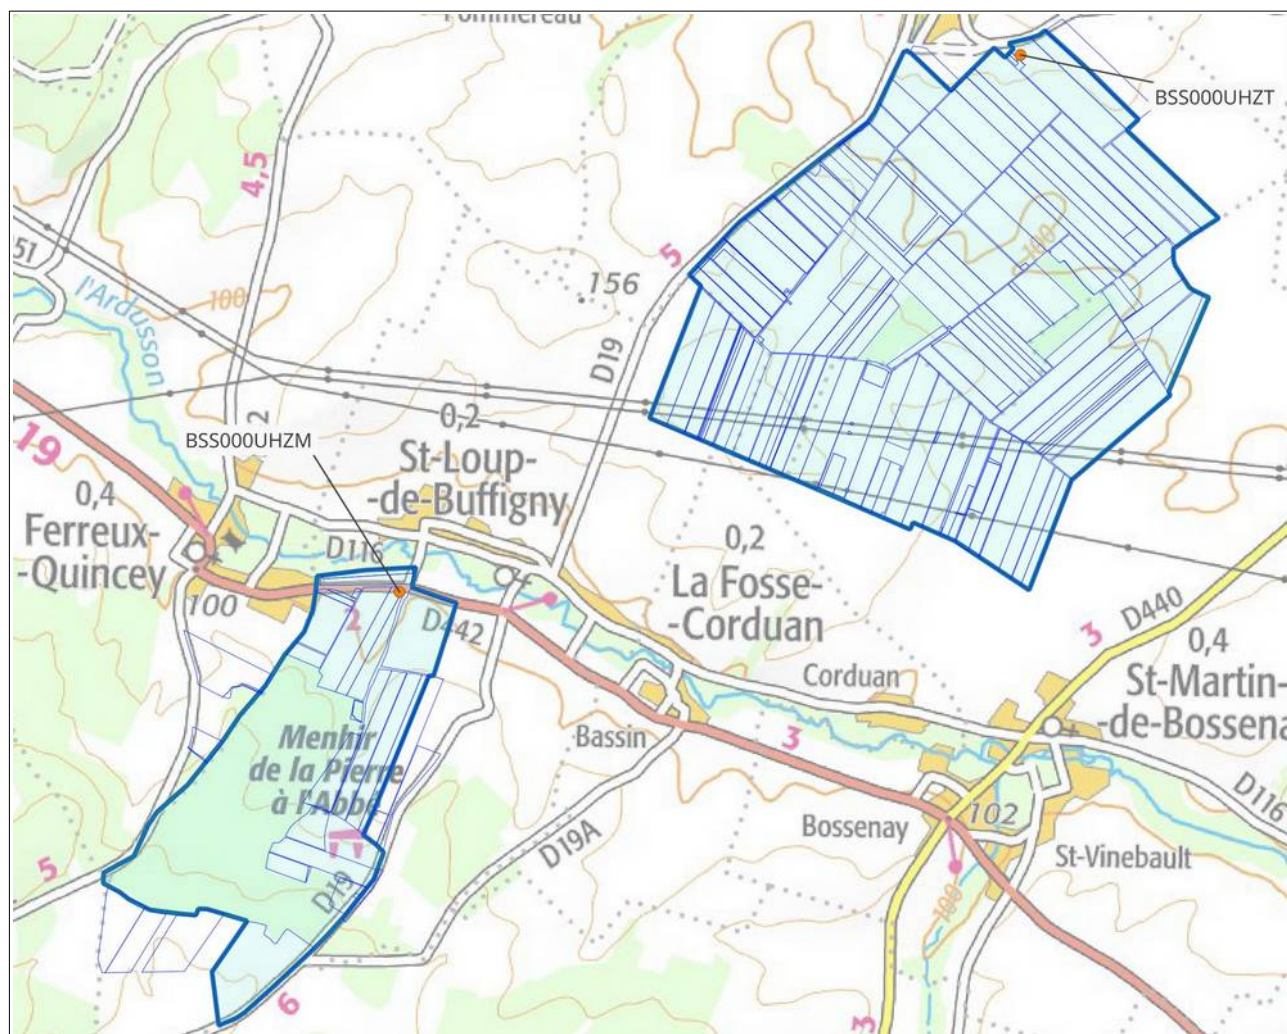 Pommereau
BSS000UHZT
4,5
5
51
l'Ardusson
100
156
100
D19
BSS000UHZM
2
0,2
St-Loup-
-de-Buffigny
19
0,4
Ferreux-
-Quincey
D116
100
2
D442
0,2
La Fosse-
-Corduan
D440
3
0,4
St-Martin-
-de-Bossena
Corduan
Menhir
de la Pierre
à l'Abbé
Bassin
3
D19A
Bossenay
102
D116
St-Vinebault
5
D19
100
6
3